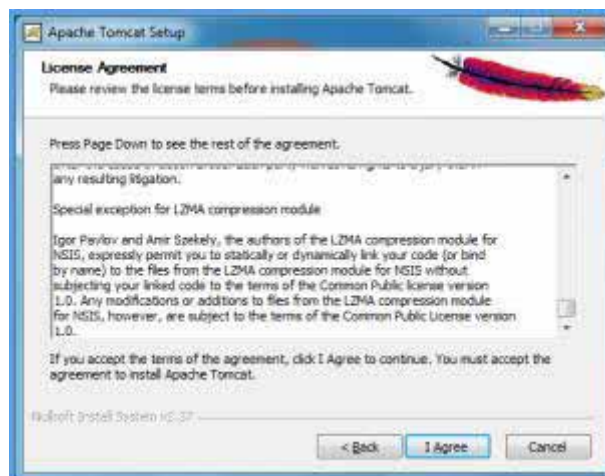 Apache Tomcat Setup
License Agreement
Please review the license terms before installing Apache Tomcat.
Press Page Down to see the rest of the agreement.
any resulting litigation.
Special exception for LZMA compression module
Igor Pavlov and Amir Szekely, the authors of the LZMA compression module for
NSIS, expressly permit you to statically or dynamically link your code (or bind
by name) to the files from the LZMA compression module for NSIS without
subjecting your linked code to the terms of the Common Public license version
1.0. Any modifications or additions to files from the LZMA compression module
for NSIS, however, are subject to the terms of the Common Public License version
1.0.
If you accept the terms of the agreement, click I Agree to continue. You must accept the
agreement to install Apache Tomcat.
Nullsoft Install System
< Back
I Agree
Cancel